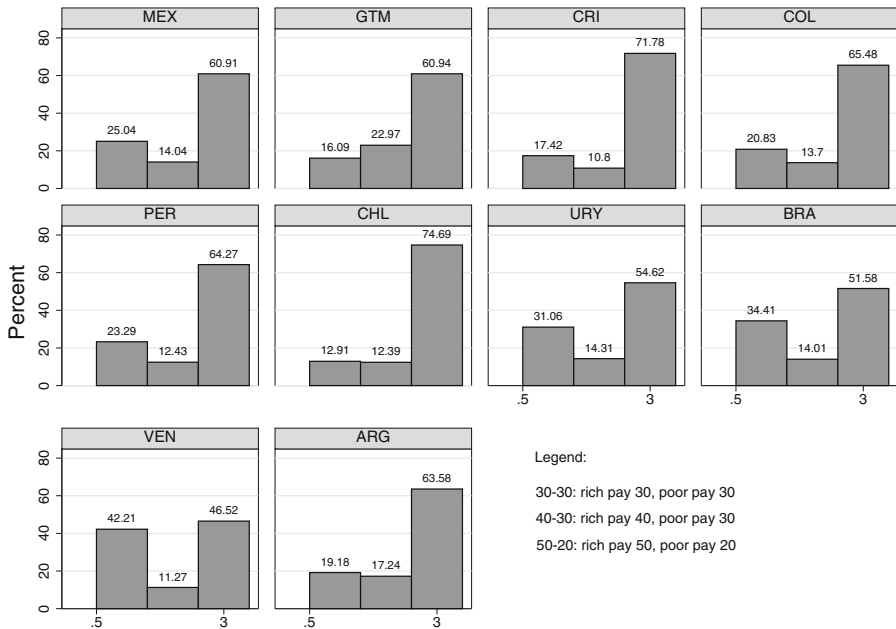 MEX GTM CRI COL
80
60
40
20
0
25.04 14.04 60.91
16.09 22.97 60.94
17.42 10.8 71.78
20.83 13.7 65.48
PER CHL URY BRA
Percent
80
60
40
20
0
23.29 12.43 64.27
12.91 12.39 74.69
31.06 14.31 54.62
34.41 14.01 51.58
.5 3 .5 3
VEN ARG
80
60
40
20
0
42.21 11.27 46.52
19.18 17.24 63.58
.5 3 .5 3
Legend:
30-30: rich pay 30, poor pay 30
40-30: rich pay 40, poor pay 30
50-20: rich pay 50, poor pay 20